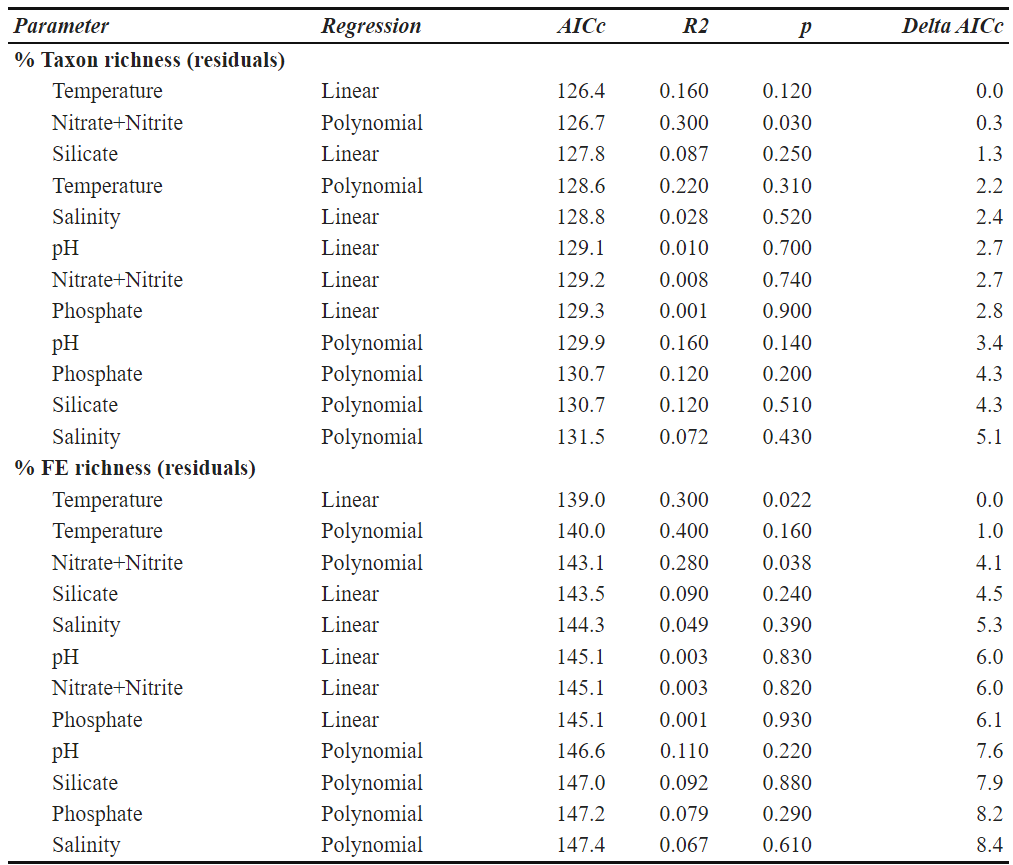 Parameter Regression AICc R2 p Delta AICc
% Taxon richness (residuals)
Temperature Linear 126.4 0.160 0.120 0.0
Nitrate+Nitrite Polynomial 126.7 0.300 0.030 0.3
Silicate Linear 127.8 0.087 0.250 1.3
Temperature Polynomial 128.6 0.220 0.310 2.2
Salinity Linear 128.8 0.028 0.520 2.4
pH Linear 129.1 0.010 0.700 2.7
Nitrate+Nitrite Linear 129.2 0.008 0.740 2.7
Phosphate Linear 129.3 0.001 0.900 2.8
pH Polynomial 129.9 0.160 0.140 3.4
Phosphate Polynomial 130.7 0.120 0.200 4.3
Silicate Polynomial 130.7 0.120 0.510 4.3
Salinity Polynomial 131.5 0.072 0.430 5.1
% FE richness (residuals)
Temperature Linear 139.0 0.300 0.022 0.0
Temperature Polynomial 140.0 0.400 0.160 1.0
Nitrate+Nitrite Polynomial 143.1 0.280 0.038 4.1
Silicate Linear 143.5 0.090 0.240 4.5
Salinity Linear 144.3 0.049 0.390 5.3
pH Linear 145.1 0.003 0.830 6.0
Nitrate+Nitrite Linear 145.1 0.003 0.820 6.0
Phosphate Linear 145.1 0.001 0.930 6.1
pH Polynomial 146.6 0.110 0.220 7.6
Silicate Polynomial 147.0 0.092 0.880 7.9
Phosphate Polynomial 147.2 0.079 0.290 8.2
Salinity Polynomial 147.4 0.067 0.610 8.4